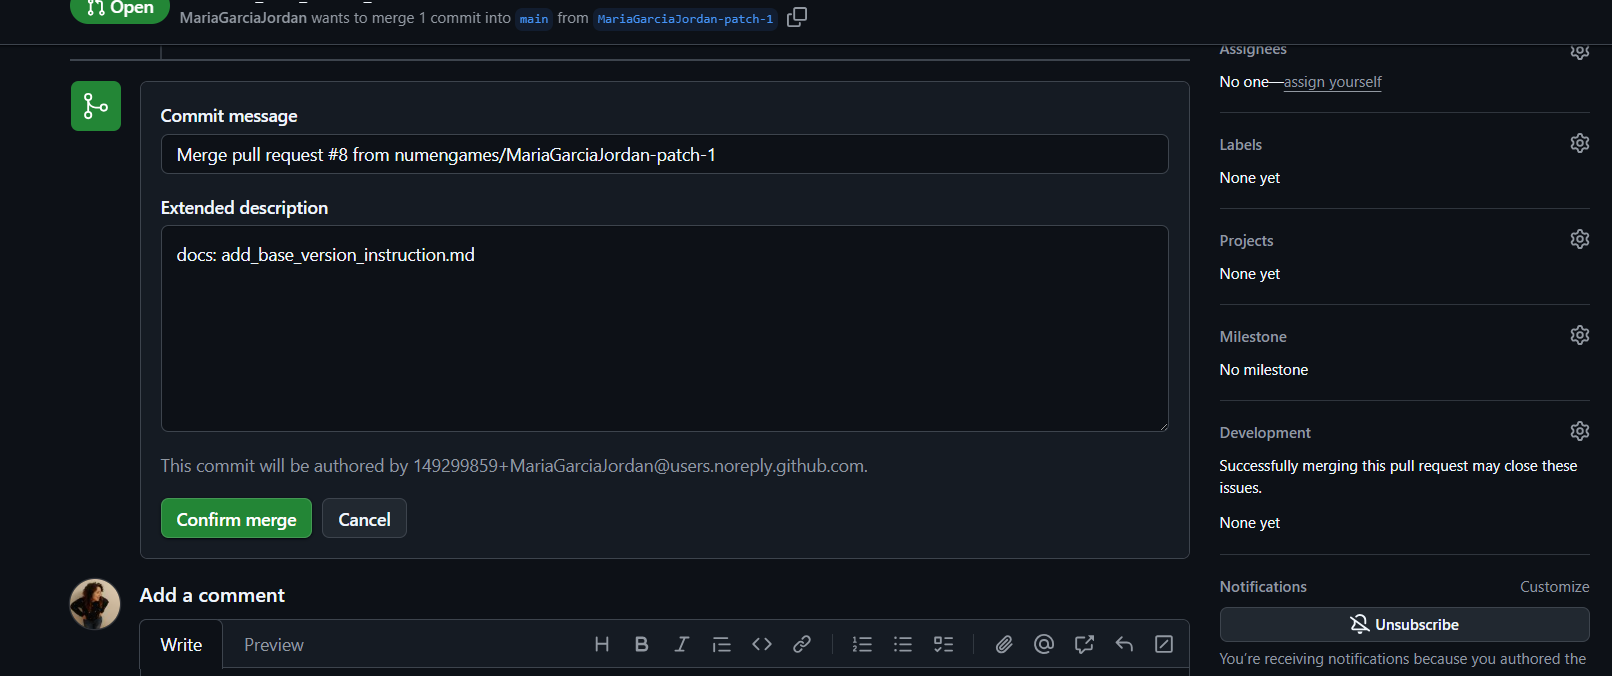 Open
MariaGarciaJordan wants to merge 1 commit into main from MariaGarciaJordan-patch-1
Commit message
Merge pull request #8 from numengames/MariaGarciaJordan-patch-1
Extended description
docs: add_base_version_instruction.md
This commit will be authored by 149299859+MariaGarciaJordan@users.noreply.github.com.
Confirm merge
Cancel
Add a comment
Write
Preview
Assignees
No one—assign yourself
Labels
None yet
Projects
None yet
Milestone
No milestone
Development
Successfully merging this pull request may close these
issues.
None yet
Notifications
Customize
Unsubscribe
You’re receiving notifications because you authored the